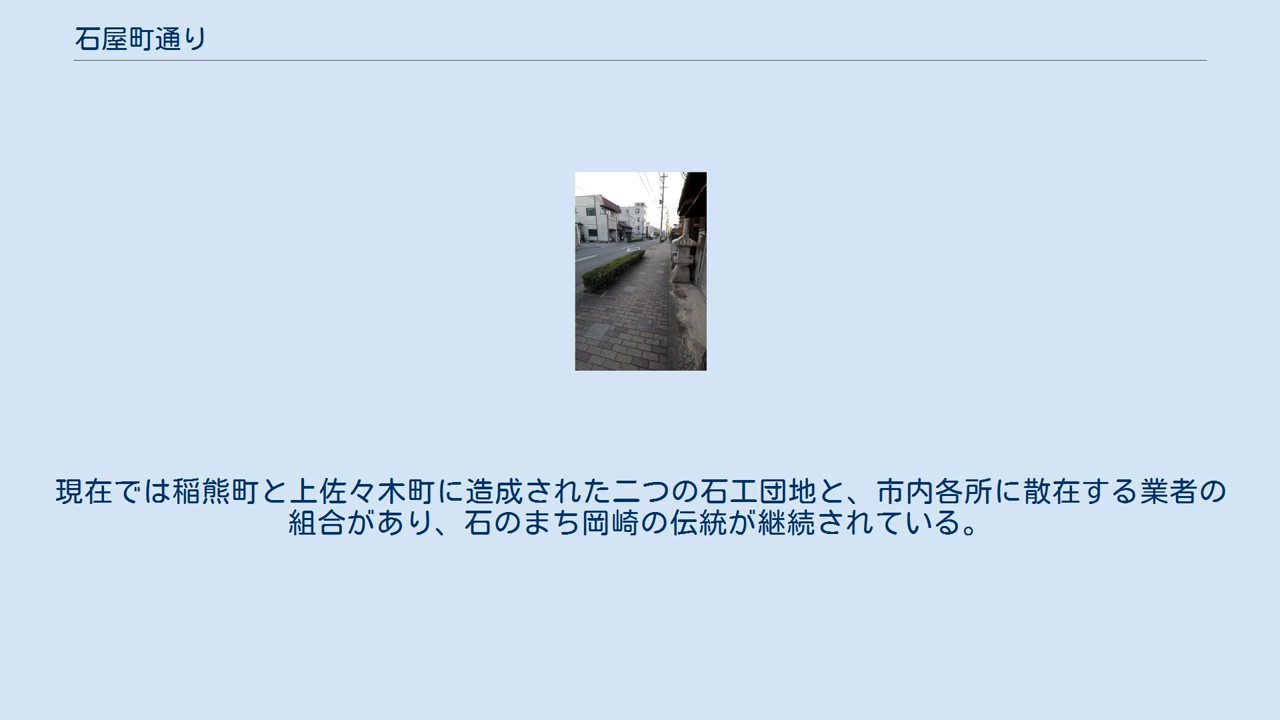 石屋町通り
現在では稲熊町と上佐々木町に造成された二つの石工団地と、市内各所に散在する業者の
組合があり、石のまち岡崎の伝統が継続されている。